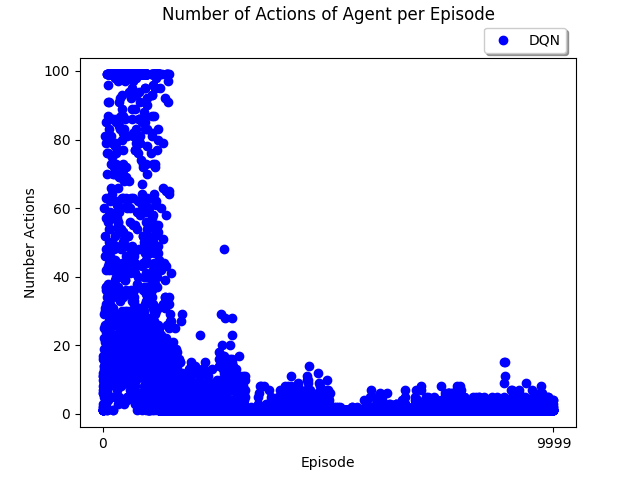 Number of Actions of Agent per Episode
DQN
100
80
60
40
20
0
Number Actions
0
9999
Episode